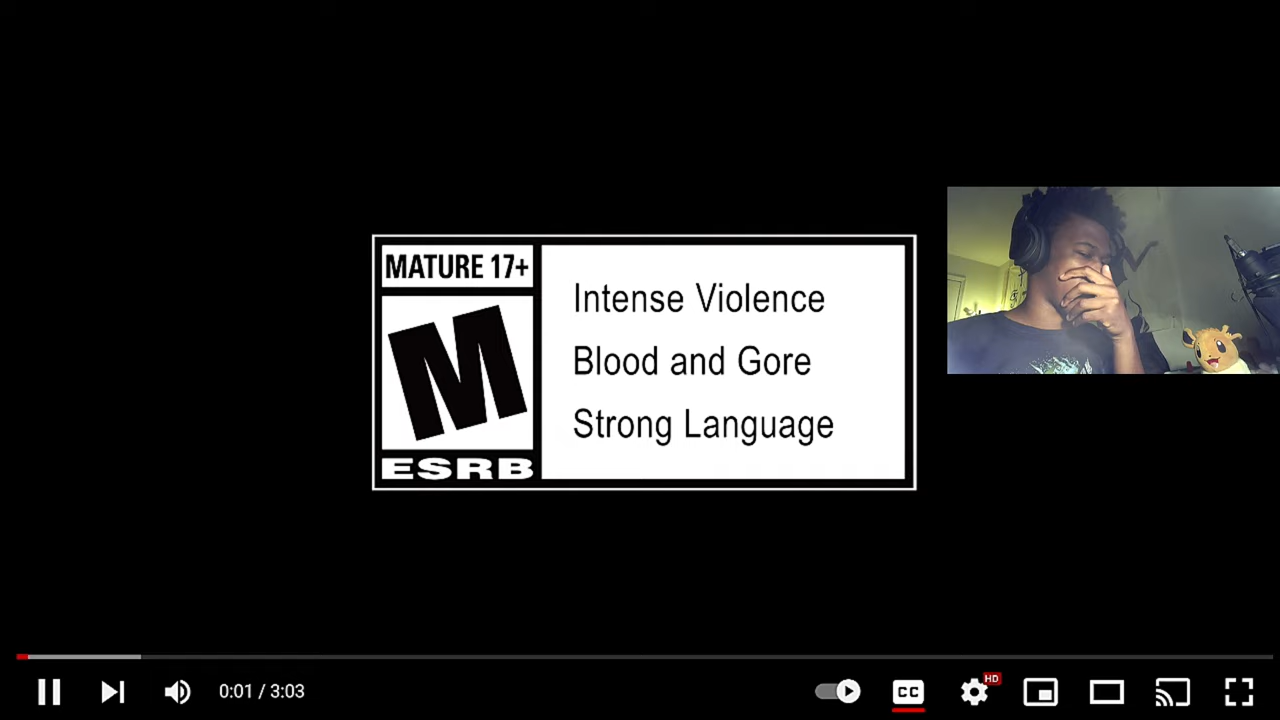 MATURE 17+
M
ESRB
Intense Violence
Blood and Gore
Strong Language
0:01 / 3:03
CC
HD